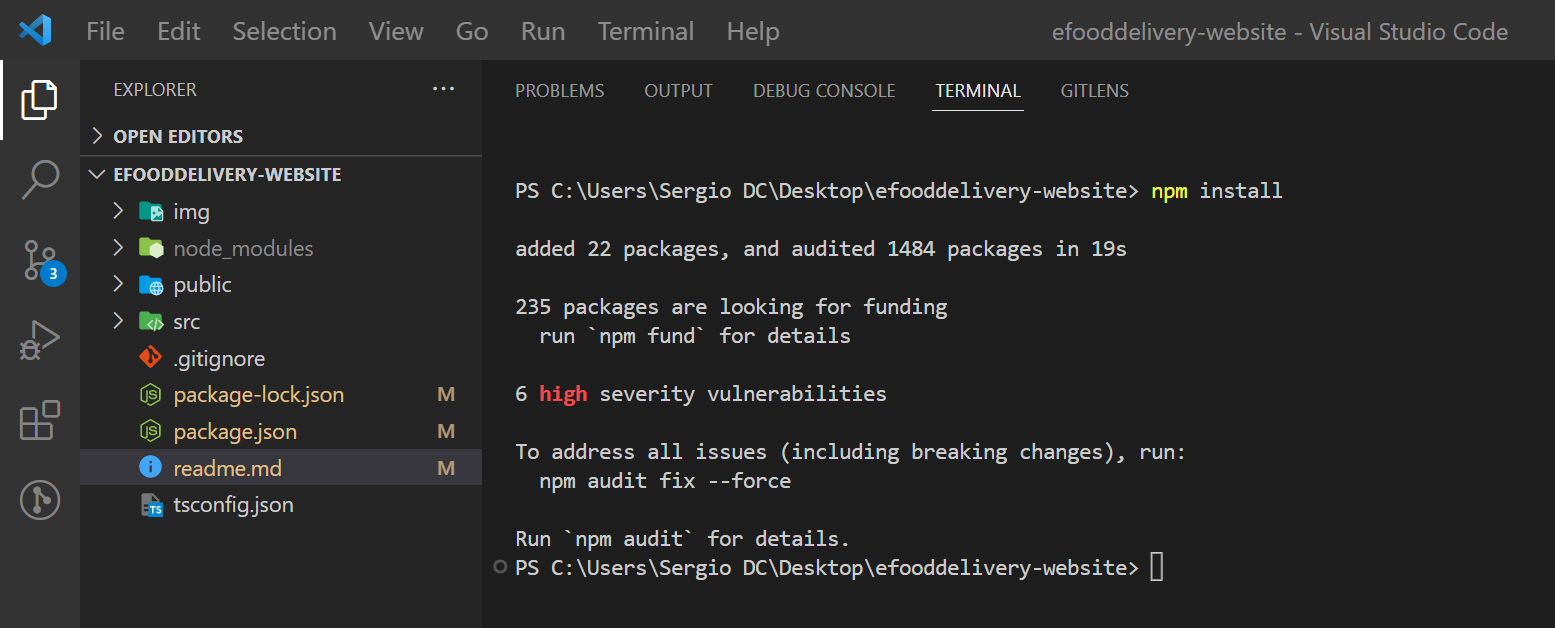 File Edit Selection View Go Run Terminal Help efooddelivery-website - Visual Studio Code
EXPLORER
OPEN EDITORS
EFOODDELIVERY-WEBSITE
img
node_modules
public
src
.gitignore
package-lock.json M
package.json M
readme.md M
tsconfig.json
3
PROBLEMS OUTPUT DEBUG CONSOLE TERMINAL GITLENS
PS C:\Users\Sergio DC\Desktop\efooddelivery-website> npm install
added 22 packages, and audited 1484 packages in 19s
235 packages are looking for funding
run `npm fund` for details
6 high severity vulnerabilities
To address all issues (including breaking changes), run:
npm audit fix --force
Run `npm audit` for details.
PS C:\Users\Sergio DC\Desktop\efooddelivery-website>